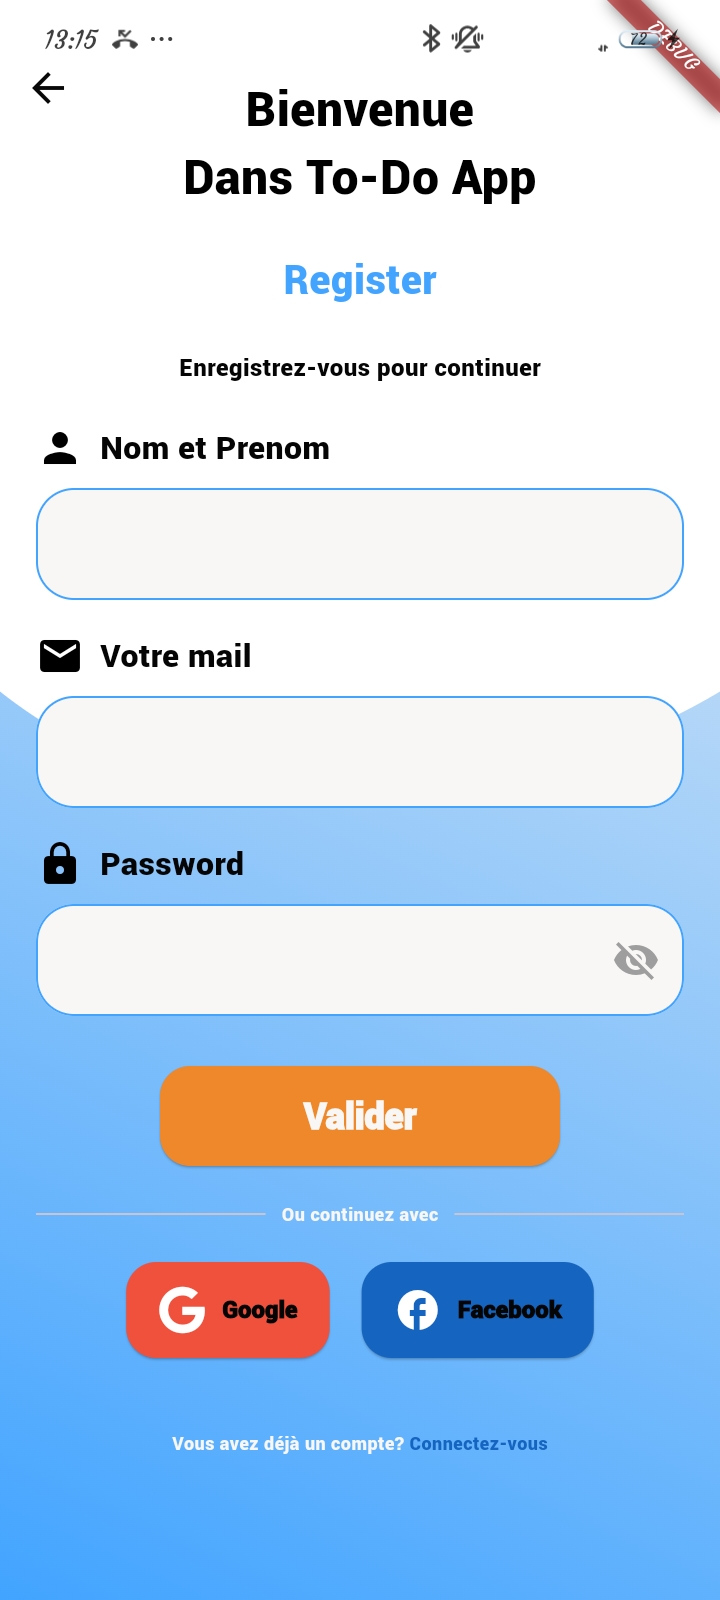 13:15
72
DEBUG
Bienvenue
Dans To-Do App
Register
Enregistrez-vous pour continuer
Nom et Prenom
Votre mail
Password
Valider
Ou continuez avec
Google
Facebook
Vous avez déjà un compte? Connectez-vous